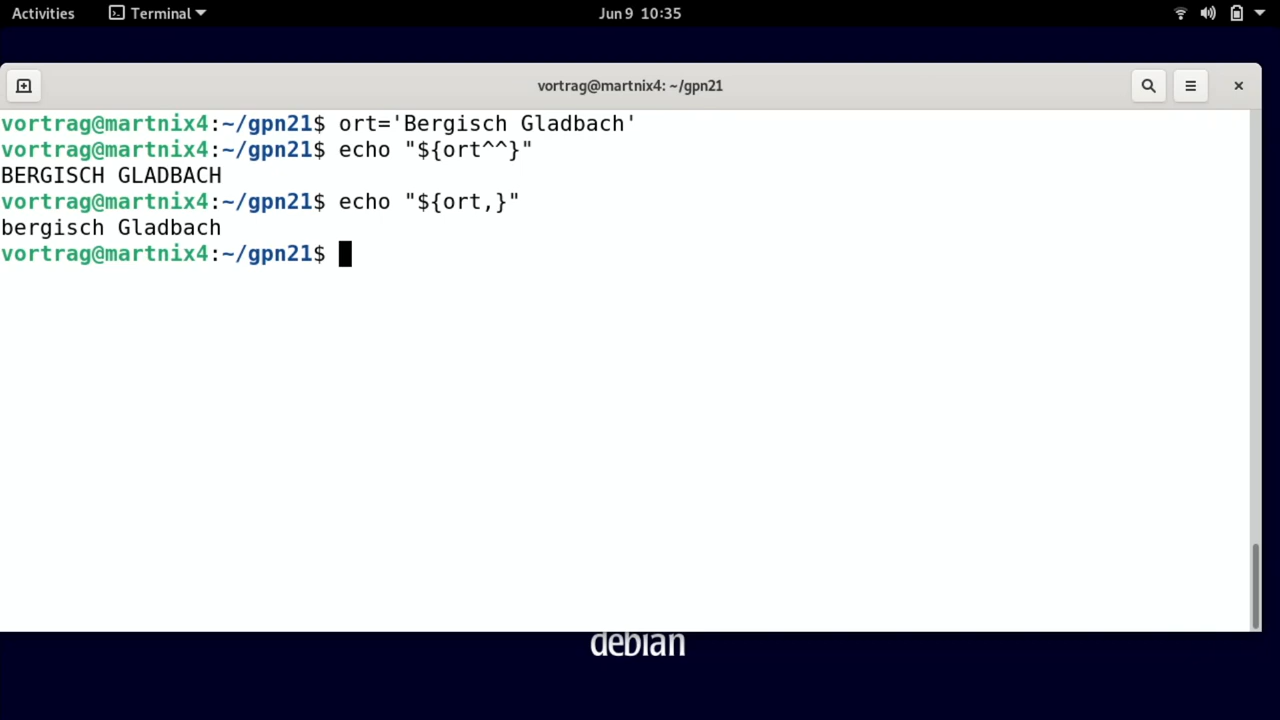 Activities Terminal Jun 9 10:35
vortrag@martnix4: ~/gpn21
vortrag@martnix4:~/gpn21$ ort='Bergisch Gladbach'
vortrag@martnix4:~/gpn21$ echo "${ort^^}"
BERGISCH GLADBACH
vortrag@martnix4:~/gpn21$ echo "${ort,}"
bergisch Gladbach
vortrag@martnix4:~/gpn21$
debian